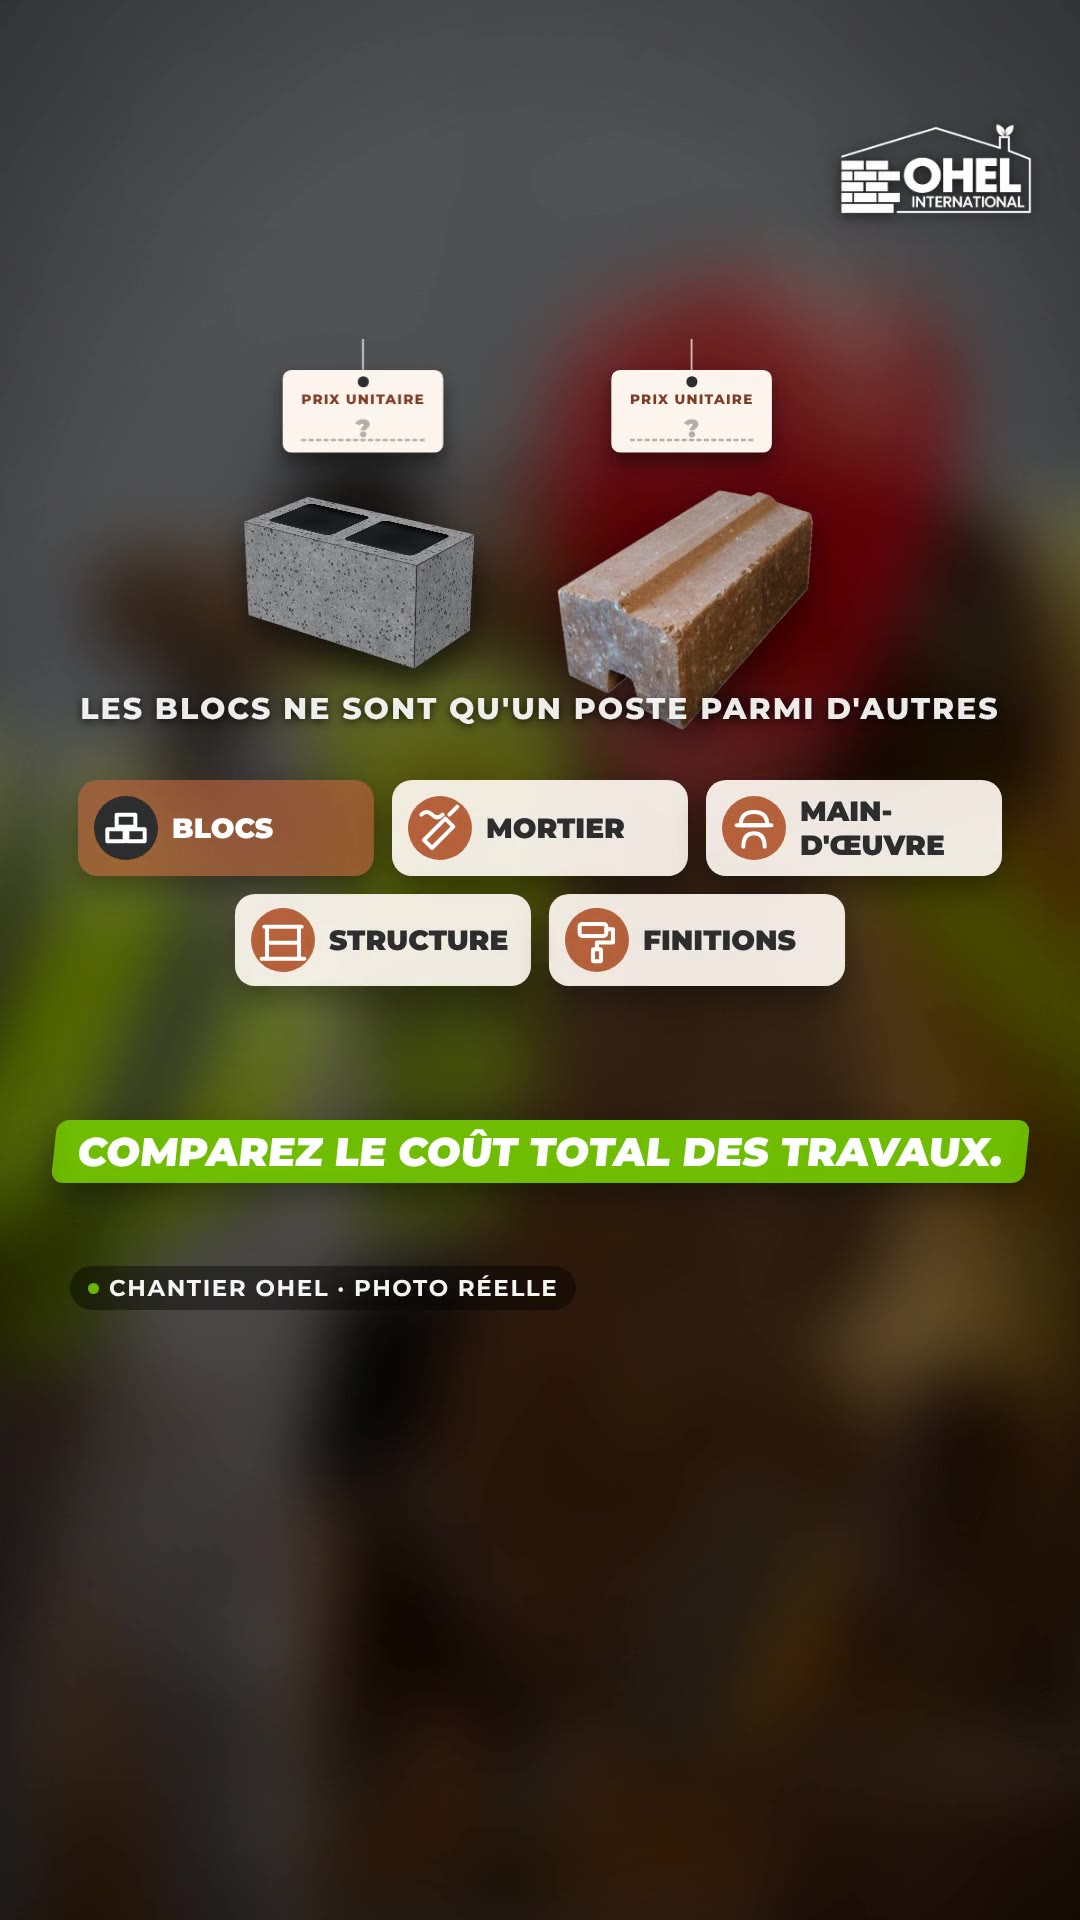 OHEL
INTERNATIONAL
PRIX UNITAIRE
?
PRIX UNITAIRE
?
LES BLOCS NE SONT QU'UN POSTE PARMI D'AUTRES
BLOCS
MORTIER
MAIN-
D'ŒUVRE
STRUCTURE
FINITIONS
COMPAREZ LE COÛT TOTAL DES TRAVAUX.
CHANTIER OHEL · PHOTO RÉELLE